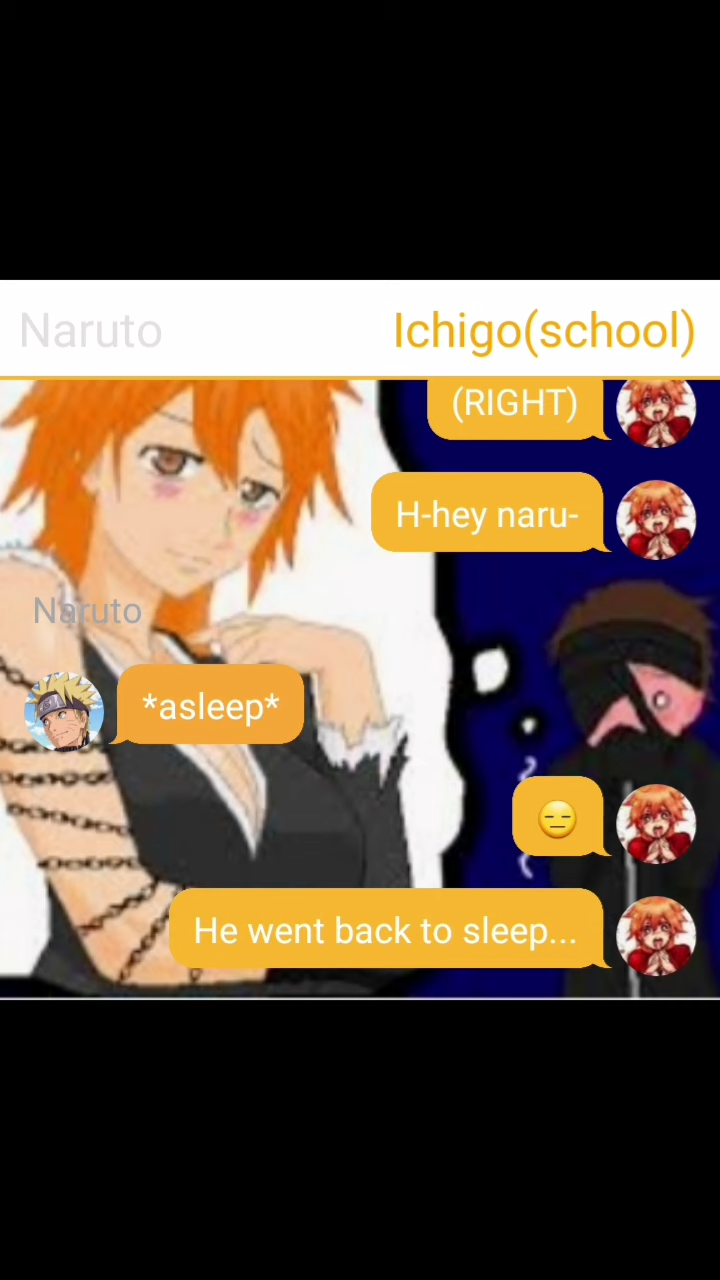 Naruto
Ichigo(school)
(RIGHT)
H-hey naru-
Naruto
*asleep*
😑
He went back to sleep...